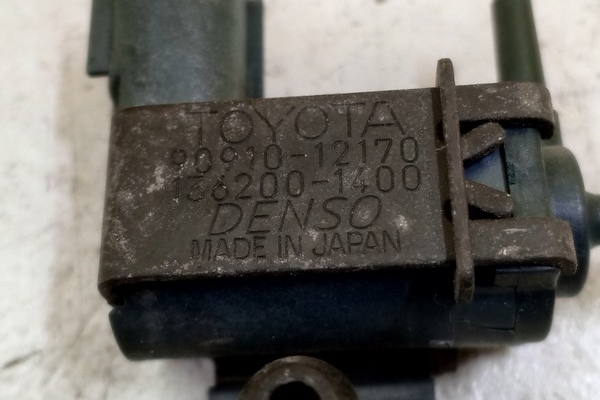 TOYOTA
90910-12170
136200-1400
DENSO
MADE IN JAPAN